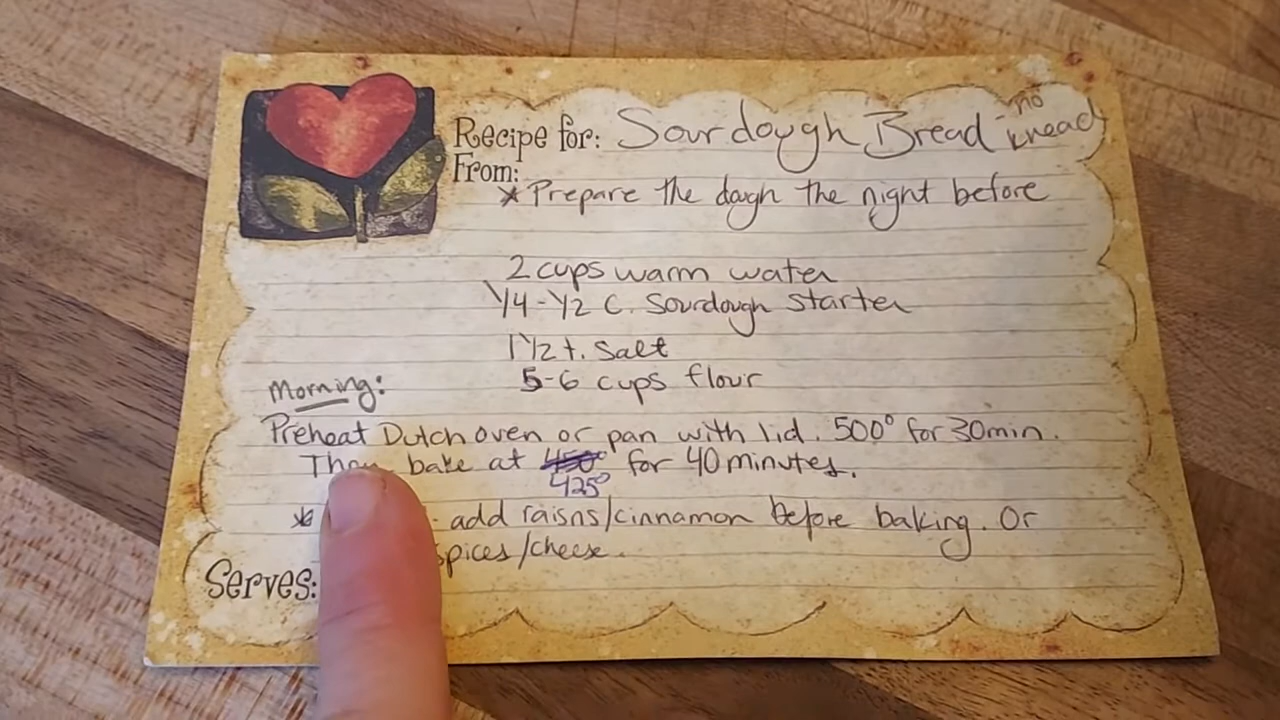 Recipe for: Sourdough Bread - no knead
From:
* Prepare the dough the night before
2 cups warm water
1/4 - 1/2 C. Sourdough Starter
1 1/2 t. Salt
5-6 cups flour
Morning:
Preheat Dutch oven or pan with lid. 500° for 30min.
Then bake at 450° for 40 minutes.
425°
* - add raisns/cinnamon before baking. Or
spices/cheese.
Serves: